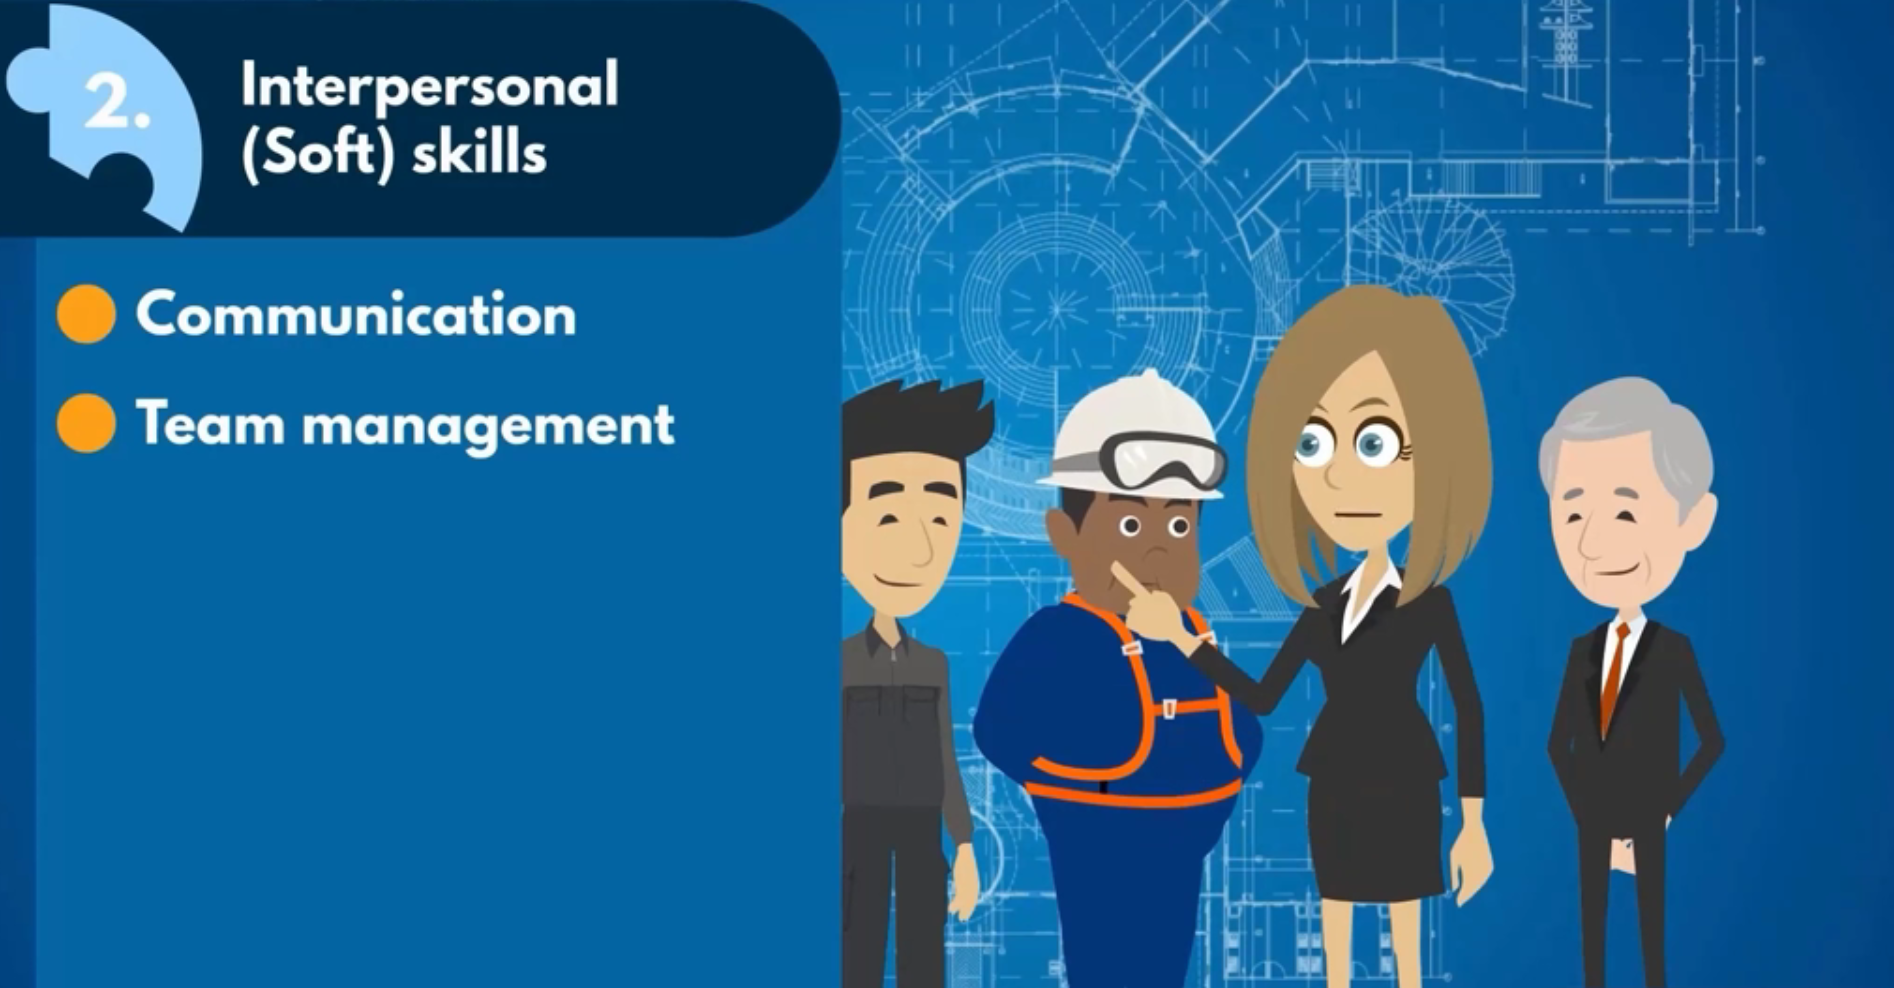 2.
Interpersonal
(Soft) skills
Communication
Team management